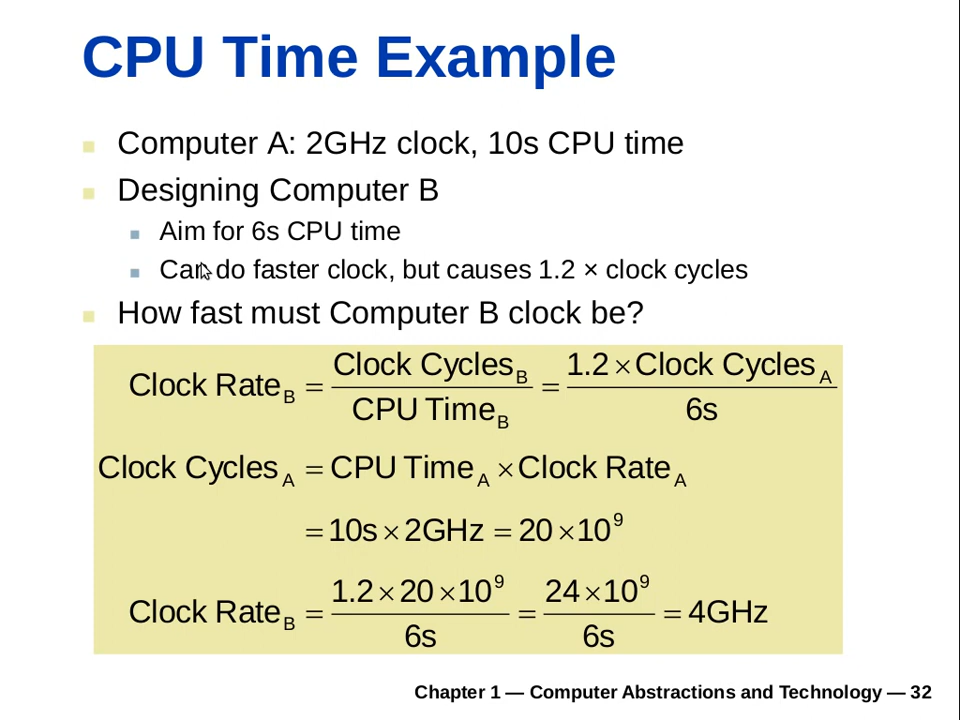 CPU Time Example
Computer A: 2GHz clock, 10s CPU time
Designing Computer B
Aim for 6s CPU time
Can do faster clock, but causes 1.2 × clock cycles
How fast must Computer B clock be?
Clock Rate_B = Clock Cycles_B / CPU Time_B = 1.2 × Clock Cycles_A / 6s
Clock Cycles_A = CPU Time_A × Clock Rate_A
= 10s × 2GHz = 20 × 10^9
Clock Rate_B = 1.2 × 20 × 10^9 / 6s = 24 × 10^9 / 6s = 4GHz
Chapter 1 — Computer Abstractions and Technology — 32